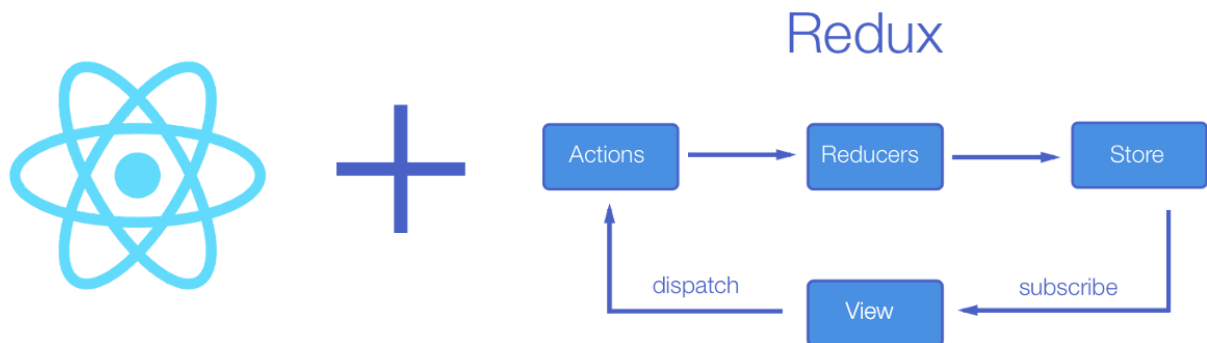 Redux
Actions
Reducers
Store
dispatch
subscribe
View